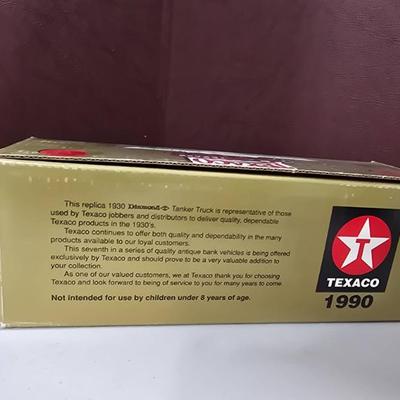 This replica 1930 Diamond Tanker Truck is representative of those
used by Texaco jobbers and distributors to deliver quality, dependable
Texaco products in the 1930's.
Texaco continues to offer both quality and dependability in the many
products available to our loyal customers.
This seventh in a series of quality antique bank vehicles is being offered
exclusively by Texaco and should prove to be a very valuable addition to
your collection.
As one of our valued customers, we at Texaco thank you for choosing
Texaco and look forward to being of service to you for many years to come.
Not intended for use by children under 8 years of age.
T
TEXACO
1990